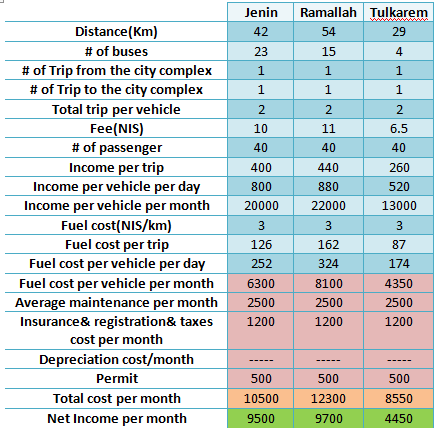 Jenin Ramallah Tulkarem
Distance(Km) 42 54 29
# of buses 23 15 4
# of Trip from the city complex 1 1 1
# of Trip to the city complex 1 1 1
Total trip per vehicle 2 2 2
Fee(NIS) 10 11 6.5
# of passenger 40 40 40
Income per trip 400 440 260
Income per vehicle per day 800 880 520
Income per vehicle per month 20000 22000 13000
Fuel cost(NIS/km) 3 3 3
Fuel cost per trip 126 162 87
Fuel cost per vehicle per day 252 324 174
Fuel cost per vehicle per month 6300 8100 4350
Average maintenance per month 2500 2500 2500
Insurance& registration& taxes 1200 1200 1200
cost per month
Depreciation cost/month ----- ----- -----
Permit 500 500 500
Total cost per month 10500 12300 8550
Net Income per month 9500 9700 4450